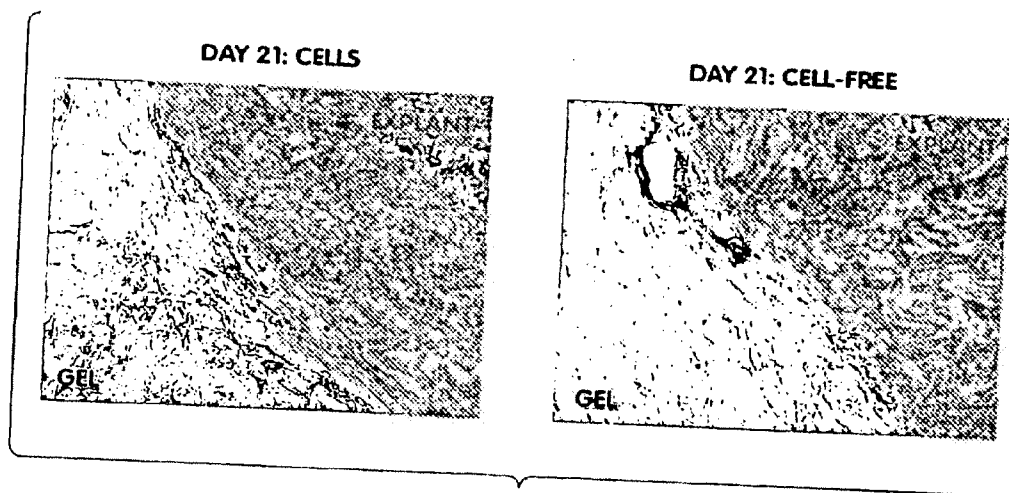 DAY 21: CELLS
EXPLANT
GEL
DAY 21: CELL-FREE
EXPLANT
GEL